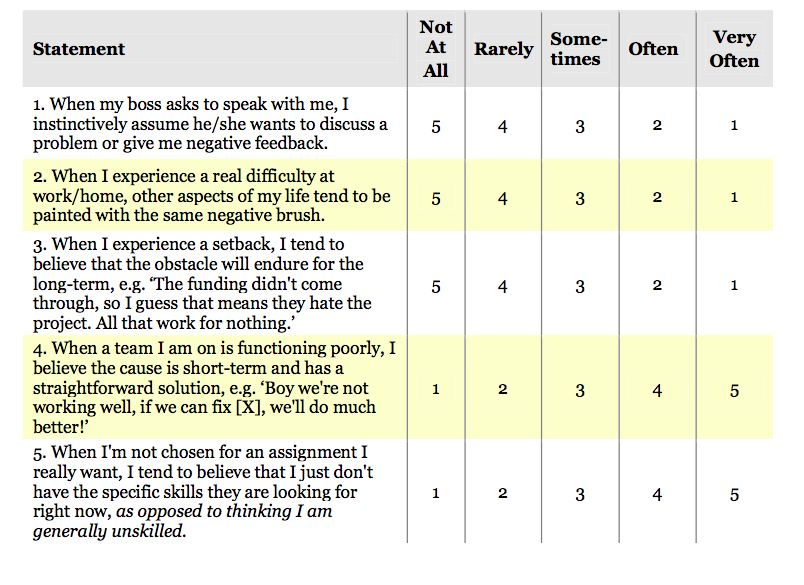 Statement Not At All Rarely Some-times Often Very Often
1. When my boss asks to speak with me, I
instinctively assume he/she wants to discuss a
problem or give me negative feedback.
5 4 3 2 1
2. When I experience a real difficulty at
work/home, other aspects of my life tend to be
painted with the same negative brush.
5 4 3 2 1
3. When I experience a setback, I tend to
believe that the obstacle will endure for the
long-term, e.g. ‘The funding didn't come
through, so I guess that means they hate the
project. All that work for nothing.’
5 4 3 2 1
4. When a team I am on is functioning poorly, I
believe the cause is short-term and has a
straightforward solution, e.g. ‘Boy we're not
working well, if we can fix [X], we'll do much
better!’
1 2 3 4 5
5. When I'm not chosen for an assignment I
really want, I tend to believe that I just don't
have the specific skills they are looking for
right now, as opposed to thinking I am
generally unskilled.
1 2 3 4 5